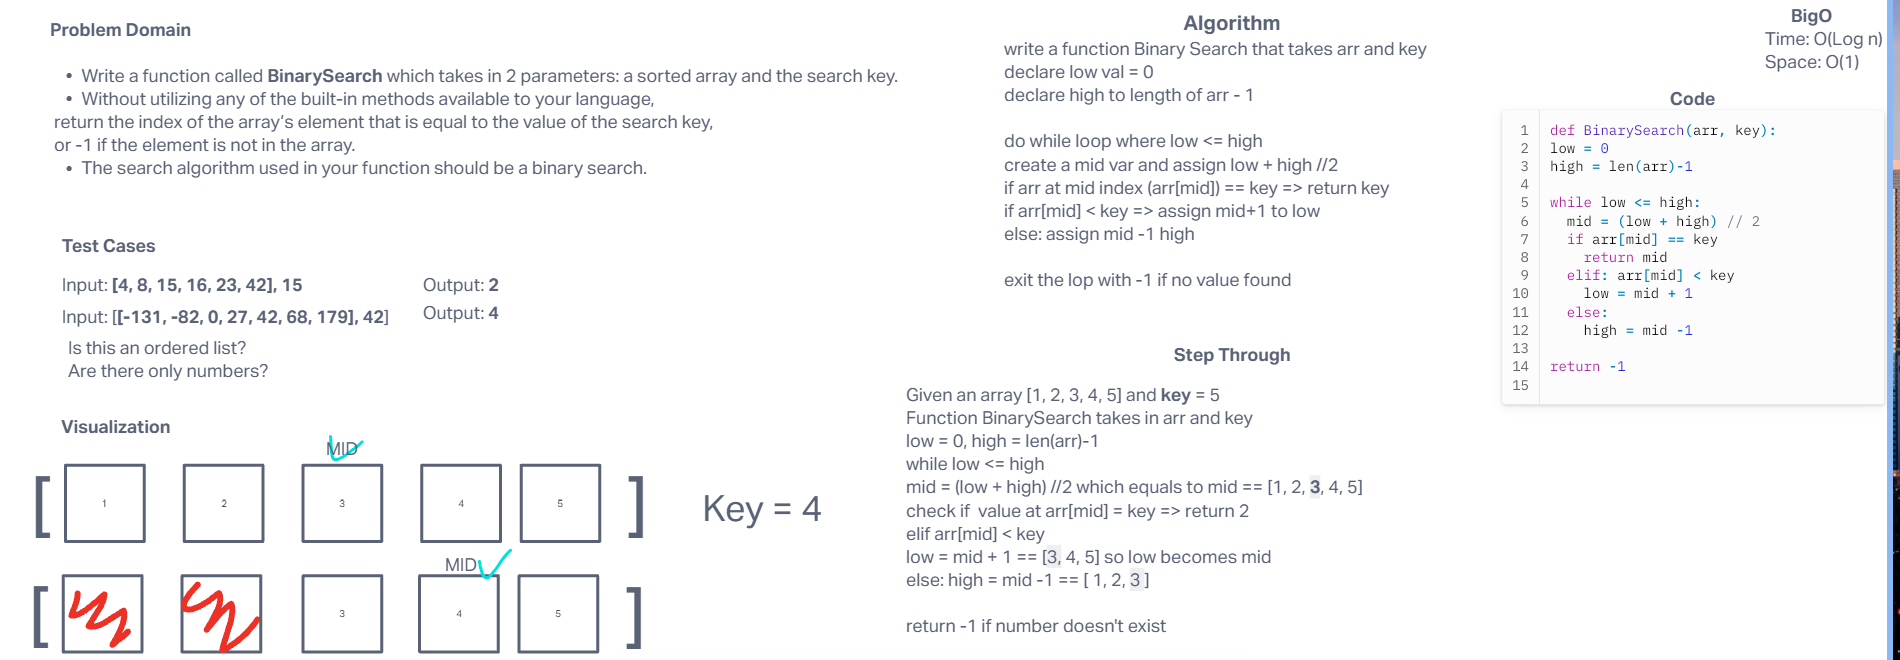 Problem Domain
• Write a function called BinarySearch which takes in 2 parameters: a sorted array and the search key.
• Without utilizing any of the built-in methods available to your language,
return the index of the array’s element that is equal to the value of the search key,
or -1 if the element is not in the array.
• The search algorithm used in your function should be a binary search.
Test Cases
Input: [4, 8, 15, 16, 23, 42], 15
Output: 2
Input: [[-131, -82, 0, 27, 42, 68, 179], 42]
Output: 4
Is this an ordered list?
Are there only numbers?
Visualization
MID
[ 1 2 3 4 5 ]
Key = 4
MID
[ 3 4 5 ]
Algorithm
write a function Binary Search that takes arr and key
declare low val = 0
declare high to length of arr - 1
do while loop where low <= high
create a mid var and assign low + high //2
if arr at mid index (arr[mid]) == key => return key
if arr[mid] < key => assign mid+1 to low
else: assign mid -1 high
exit the lop with -1 if no value found
Step Through
Given an array [1, 2, 3, 4, 5] and key = 5
Function BinarySearch takes in arr and key
low = 0, high = len(arr)-1
while low <= high
mid = (low + high) //2 which equals to mid == [1, 2, 3, 4, 5]
check if  value at arr[mid] = key => return 2
elif arr[mid] < key
low = mid + 1 == [3, 4, 5] so low becomes mid
else: high = mid -1 == [ 1, 2, 3 ]
return -1 if number doesn't exist
BigO
Time: O(Log n)
Space: O(1)
Code
1 def BinarySearch(arr, key):
2 low = 0
3 high = len(arr)-1
4
5 while low <= high:
6   mid = (low + high) // 2
7   if arr[mid] == key
8     return mid
9   elif: arr[mid] < key
10     low = mid + 1
11   else:
12     high = mid -1
13
14 return -1
15